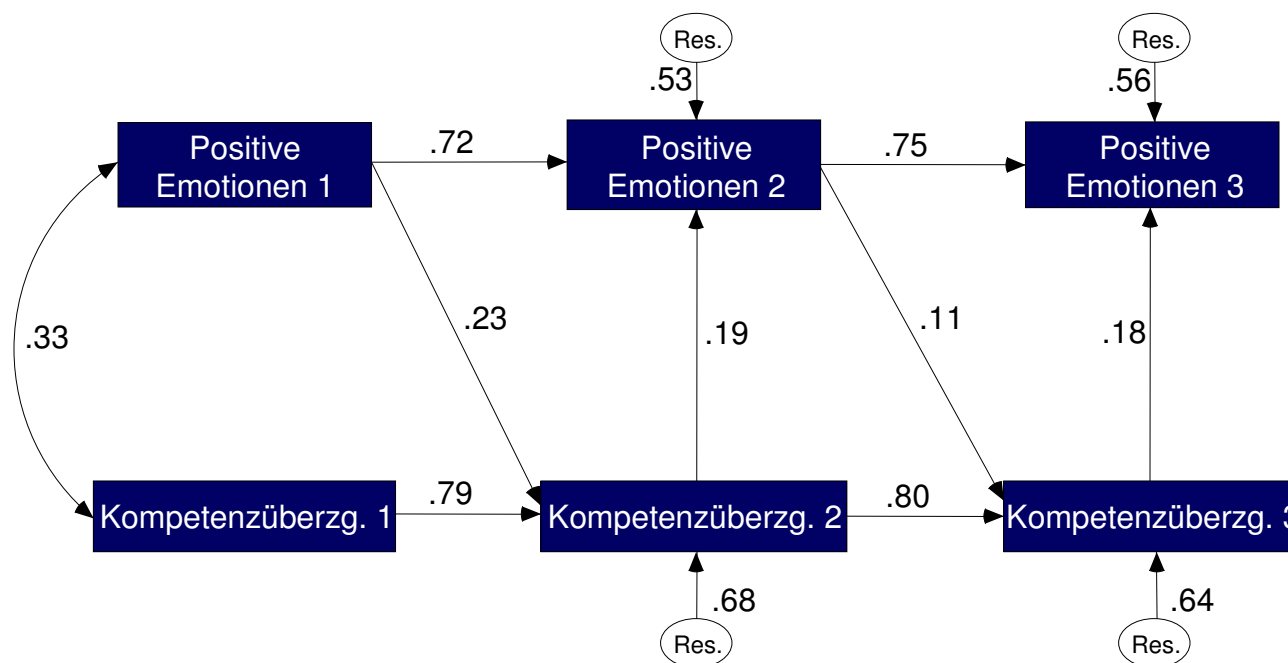 Res.
Res.
.53
.56
Positive
Emotionen 1
.72
Positive
Emotionen 2
.75
Positive
Emotionen 3
.33
.23
.19
.11
.18
Kompetenzüberzg. 1
.79
Kompetenzüberzg. 2
.80
Kompetenzüberzg. 3
.68
.64
Res.
Res.